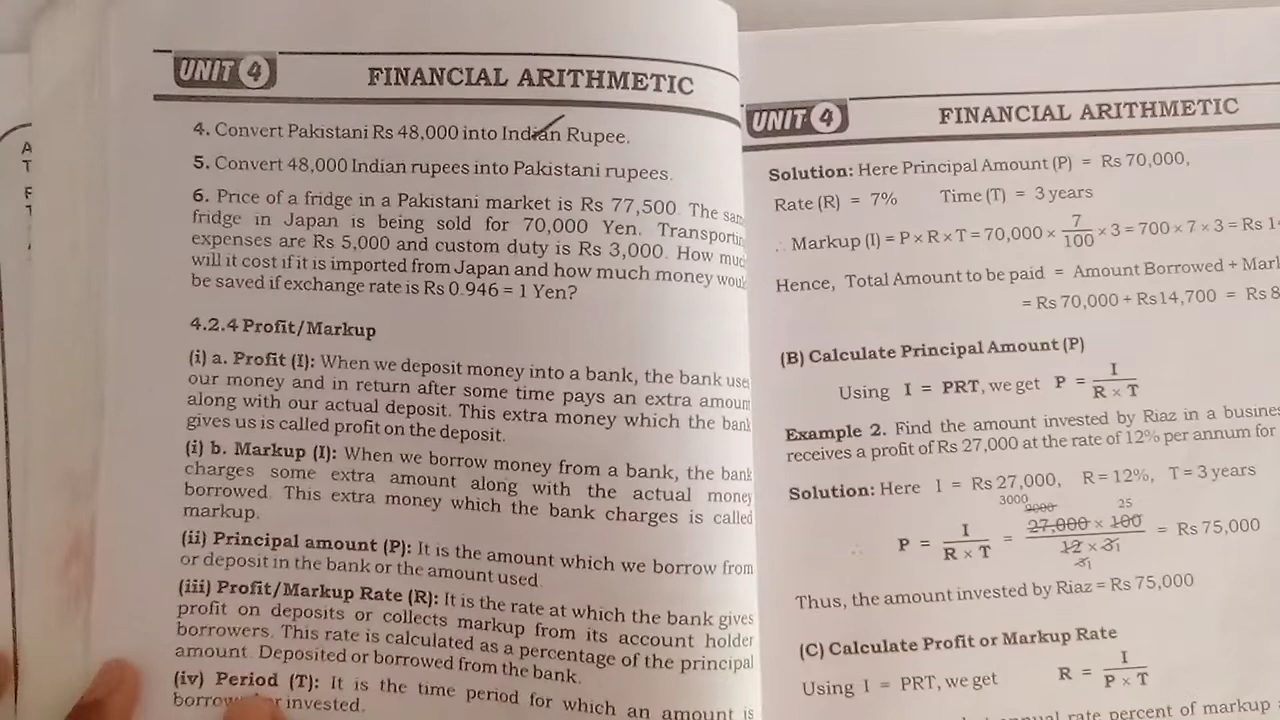 UNIT 4 FINANCIAL ARITHMETIC
4. Convert Pakistani Rs 48,000 into Indian Rupee.
5. Convert 48,000 Indian rupees into Pakistani rupees.
6. Price of a fridge in a Pakistani market is Rs 77,500. The
fridge in Japan is being sold for 70,000 Yen.
expenses are Rs 5,000 and custom duty is Rs 3,000. How
will it cost if it is imported from Japan and how much money
be saved if exchange rate is Rs 0.946 = 1 Yen?
4.2.4 Profit/Markup
(i) a. Profit (I): When we deposit money into a bank, the bank
our money and in return after some time pays an extra
along with our actual deposit. This extra money which the bank
gives us is called profit on the deposit.
(i) b. Markup (I): When we borrow money from a bank, the bank
charges some extra amount along with the actual money
borrowed. This extra money which the bank charges is called
markup.
(ii) Principal amount (P): It is the amount which we borrow from
or deposit in the bank or the amount used.
(iii) Profit/Markup Rate (R): It is the rate at which the bank gives
profit on deposits or collects markup from its account holder
borrowers. This rate is calculated as a percentage of the principal
amount. Deposited or borrowed from the bank.
(iv) Period (T): It is the time period for which an amount is
invested.
UNIT 4 FINANCIAL ARITHMETIC
Solution: Here Principal Amount (P) = Rs 70,000,
Rate (R) = 7% Time (T) = 3 years
∴ Markup (I) = P × R × T = 70,000 × 7/100 × 3 = 700 × 7 × 3 = Rs
Hence, Total Amount to be paid = Amount Borrowed +
= Rs 70,000 + Rs 14,700 = Rs
(B) Calculate Principal Amount (P)
Using I = PRT, we get P = I / R × T
Example 2. Find the amount invested by Riaz in a
receives a profit of Rs 27,000 at the rate of 12% per annum for
Solution: Here I = Rs 27,000, R = 12%, T = 3 years
3000 9000 25
∴ P = I / R × T = 27,000 × 100 / 12 × 3 1 = Rs 75,000
3 1
Thus, the amount invested by Riaz = Rs 75,000
(C) Calculate Profit or Markup Rate
Using I = PRT, we get R = I / P × T
rate percent of markup